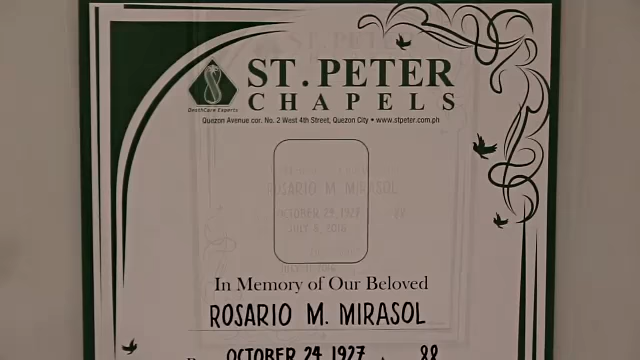 ST. PETER
CHAPELS
DeathCare Experts
Quezon Avenue cor. No. 2 West 4th Street, Quezon City • www.stpeter.com.ph
ROSARIO M. MIRASOL
OCTOBER 24, 1927 88
JULY 8, 2016
In Memory of Our Beloved
ROSARIO M. MIRASOL
OCTOBER 24, 1927 88